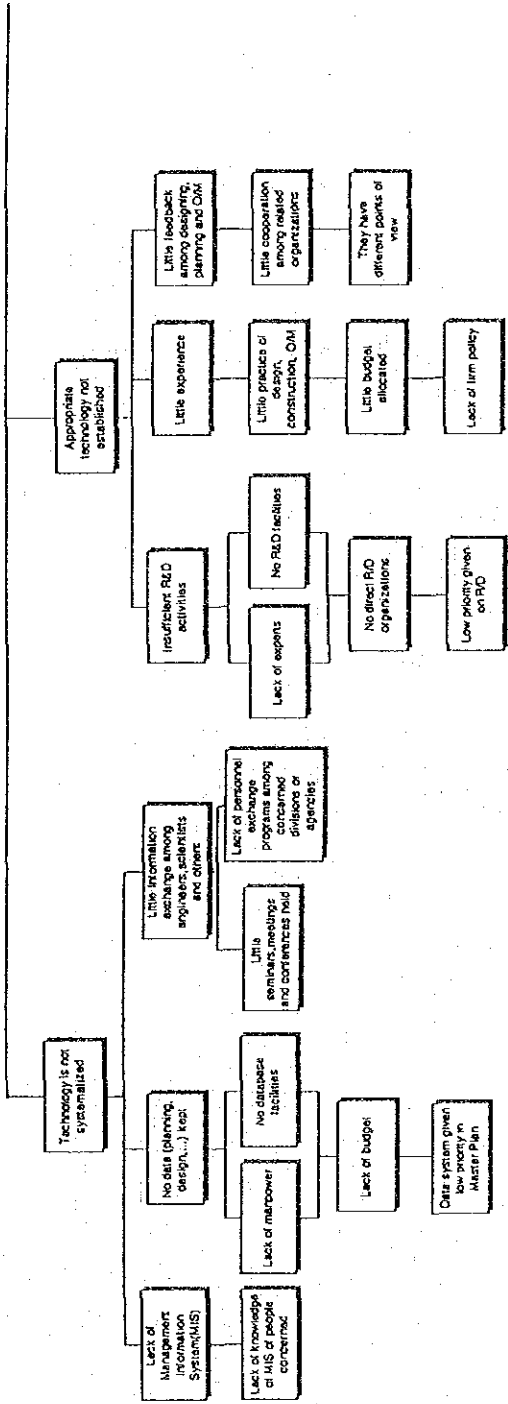 Technology is not
systemalized
Lack of
Management
Information
System(MIS)
Lack of knowledge
of MIS of people
concerned
No data (planning,
design,...) kept
Lack of manpower
No database
facilities
Lack of budget
Data system given
low priority in
Master Plan
Little information
exchange among
engineers,scientists
and others
Little
seminars,meetings
and conferences held
Lack of personnel
exchange
programs among
concerned
divisions or
agencies
Appropriate
technology not
established
Insufficient R&D
activities
Lack of experts
No R&D facilities
No direct R/D
organizations
Low priority given
on R/D
Little experience
Little practice of
design,
construction, O/M
Little budget
allocated
Lack of firm policy
Little feedback
among designing,
planning and O/M
Little cooperation
among related
organizations
They have
different points of
view